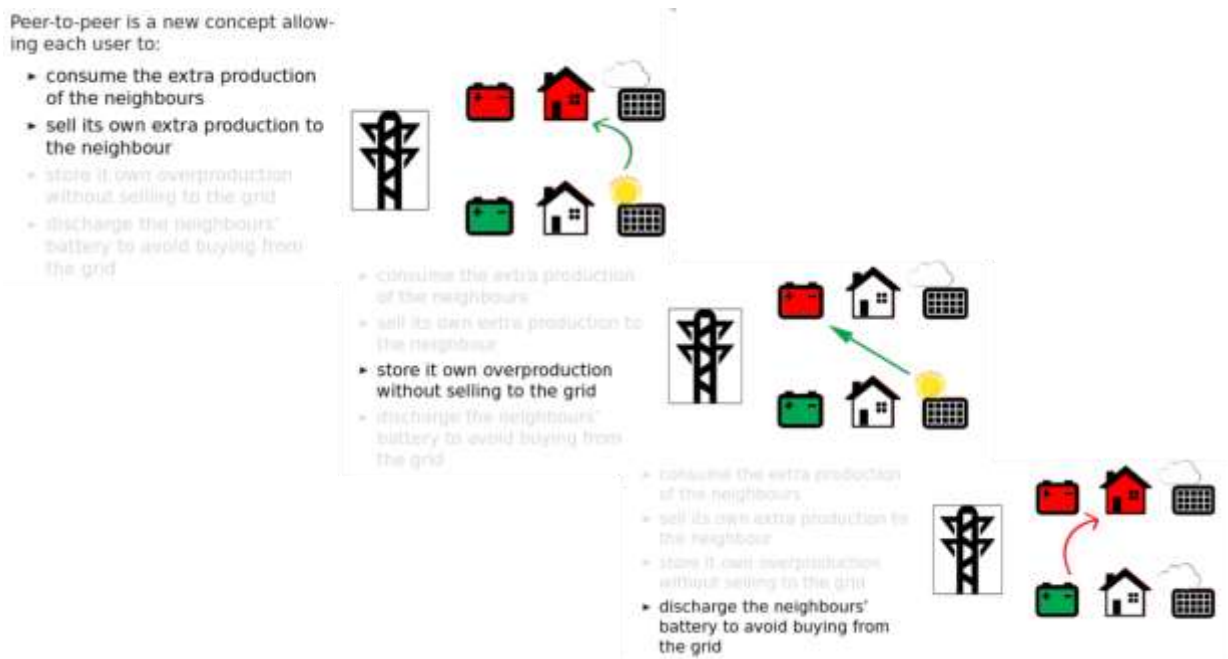 Peer-to-peer is a new concept allow-
ing each user to:
► consume the extra production
of the neighbours
► sell its own extra production to
the neighbour
► store it own overproduction
without selling to the grid
► discharge the neighbours'
battery to avoid buying from
the grid
► consume the extra production
of the neighbours
► sell its own extra production to
the neighbour
► store it own overproduction
without selling to the grid
► discharge the neighbours'
battery to avoid buying from
the grid
► consume the extra production
of the neighbours
► sell its own extra production to
the neighbour
► store it own overproduction
without selling to the grid
► discharge the neighbours'
battery to avoid buying from
the grid